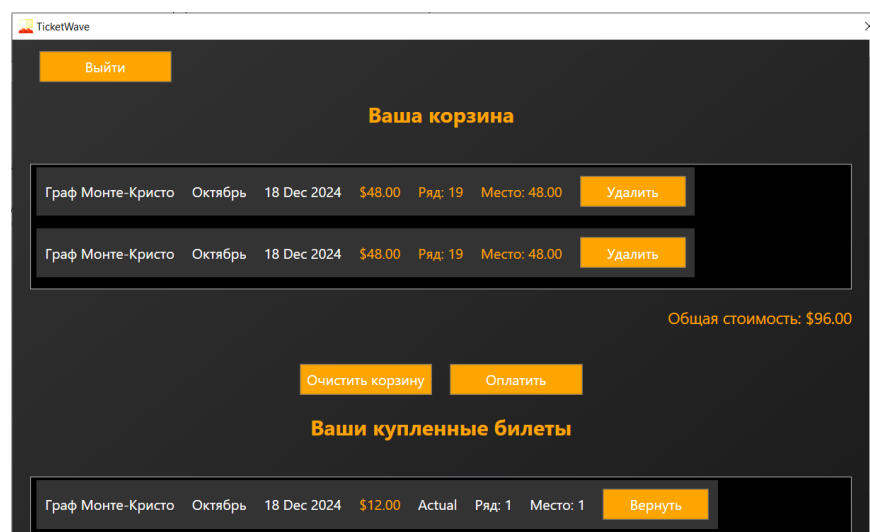 TicketWave
Выйти
Ваша корзина
Граф Монте-Кристо Октябрь 18 Dec 2024 $48.00 Ряд: 19 Место: 48.00 Удалить
Граф Монте-Кристо Октябрь 18 Dec 2024 $48.00 Ряд: 19 Место: 48.00 Удалить
Общая стоимость: $96.00
Очистить корзину Оплатить
Ваши купленные билеты
Граф Монте-Кристо Октябрь 18 Dec 2024 $12.00 Actual Ряд: 1 Место: 1 Вернуть